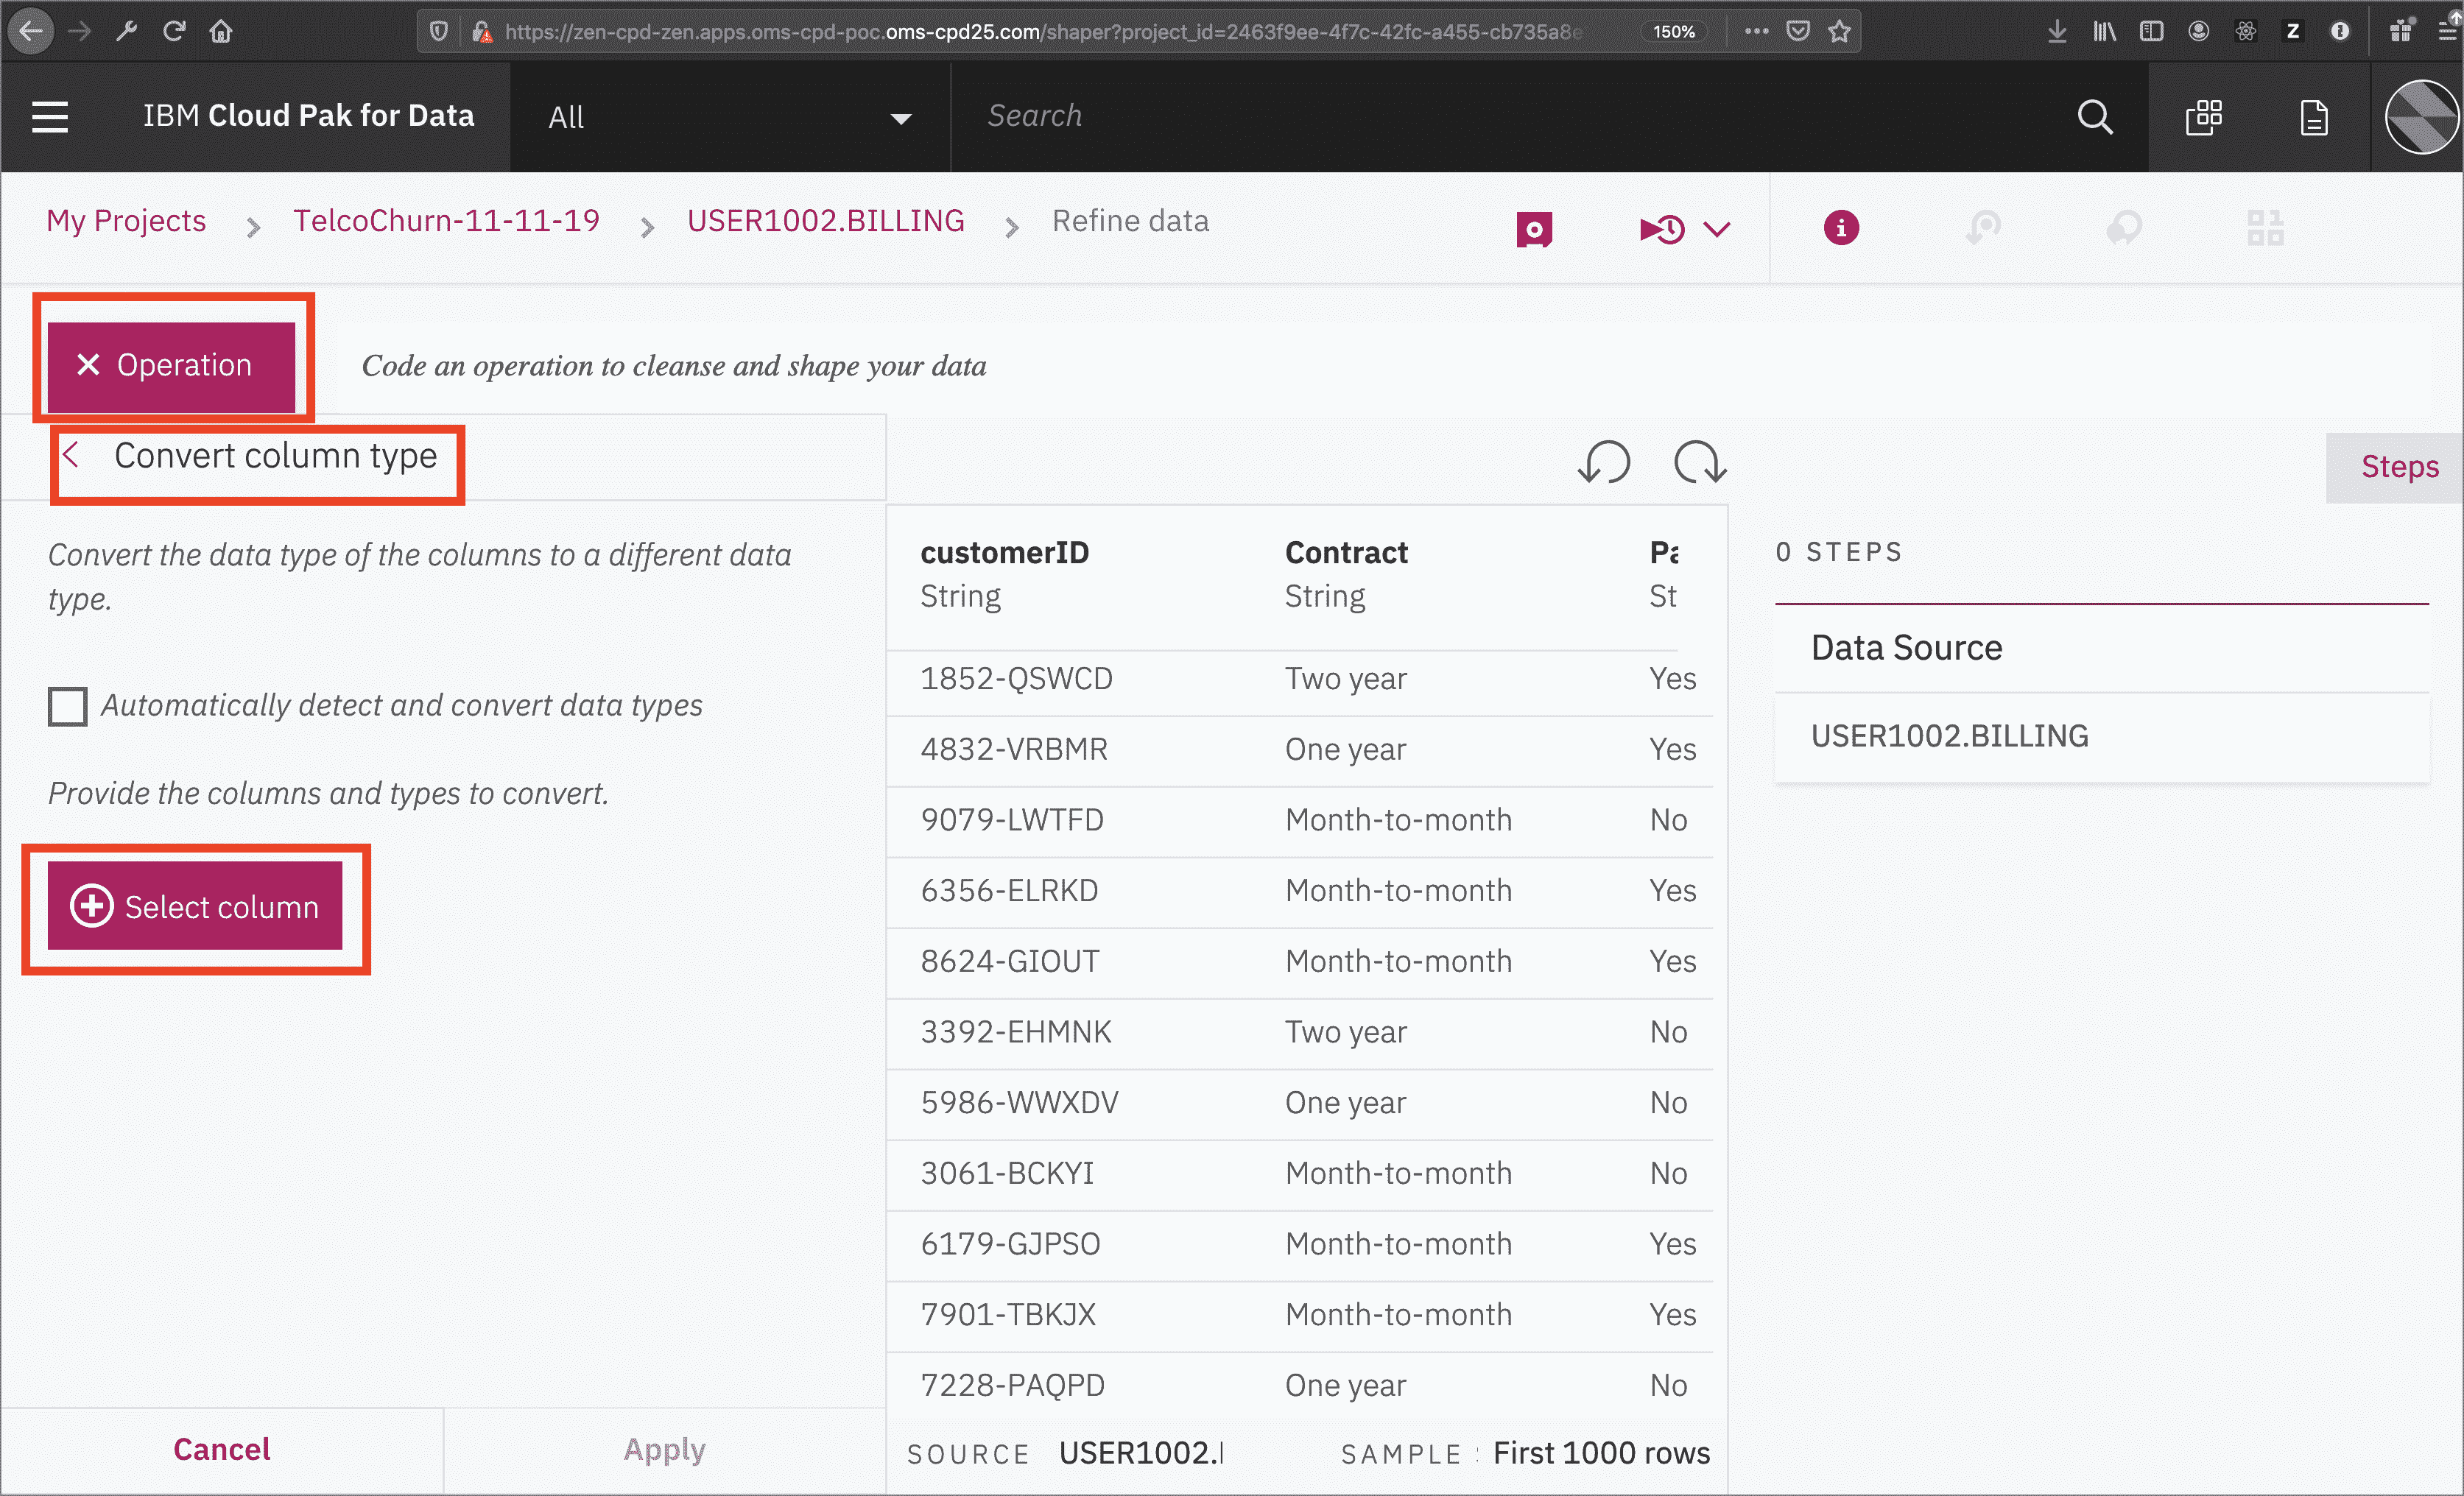 https://zen-cpd-zen.apps.oms-cpd-poc.oms-cpd25.com/shaper?project_id=2463f9ee-4f7c-42fc-a455-cb735a8e
150%
Z
IBM Cloud Pak for Data
All
Search
My Projects
TelcoChurn-11-11-19
USER1002.BILLING
Refine data
Operation
Code an operation to cleanse and shape your data
Convert column type
Steps
Convert the data type of the columns to a different data
type.
Automatically detect and convert data types
Provide the columns and types to convert.
Select column
Cancel
Apply
customerID Contract Pa
String String St
1852-QSWCD Two year Yes
4832-VRBMR One year Yes
9079-LWTFD Month-to-month No
6356-ELRKD Month-to-month Yes
8624-GIOUT Month-to-month Yes
3392-EHMNK Two year No
5986-WWXDV One year No
3061-BCKYI Month-to-month No
6179-GJPSO Month-to-month Yes
7901-TBKJX Month-to-month Yes
7228-PAQPD One year No
SOURCE USER1002. SAMPLE : First 1000 rows
0 STEPS
Data Source
USER1002.BILLING